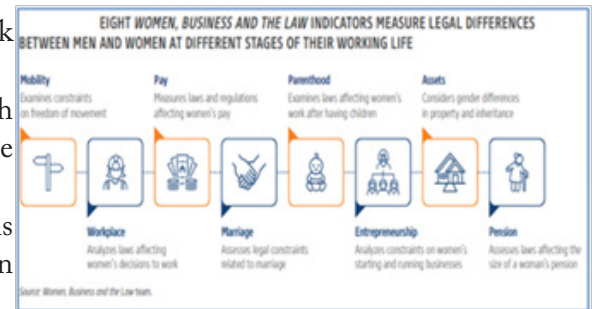 k
h
e
s
n
EIGHT WOMEN, BUSINESS AND THE LAW INDICATORS MEASURE LEGAL DIFFERENCES
BETWEEN MEN AND WOMEN AT DIFFERENT STAGES OF THEIR WORKING LIFE
Mobility
Examines constraints
on freedom of movement
Pay
Measures laws and regulations
affecting women's pay
Parenthood
Examines laws affecting women's
work after having children
Assets
Considers gender differences
in property and inheritance
Workplace
Analyzes laws affecting
women's decisions to work
Marriage
Assesses legal constraints
related to marriage
Entrepreneurship
Analyzes constraints on women's
starting and running businesses
Pension
Assesses laws affecting the
size of a woman's pension
Source: Women, Business and the Law team.